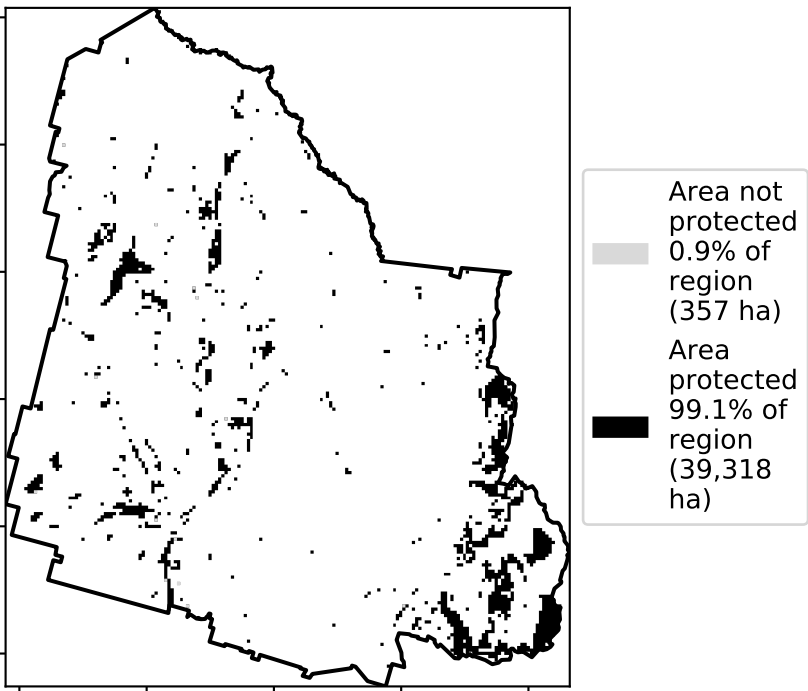 Area not
protected
0.9% of
region
(357 ha)
Area
protected
99.1% of
region
(39,318
ha)